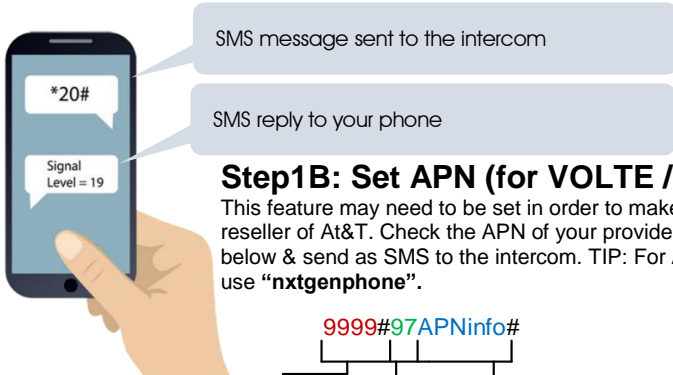 SMS message sent to the intercom
*20#
SMS reply to your phone
Signal
Level = 19
Step1B: Set APN (for VOLTE /
This feature may need to be set in order to make
reseller of At&T. Check the APN of your provide
below & send as SMS to the intercom. TIP: For
use “nxtgenphone”.
9999#97APNinfo#